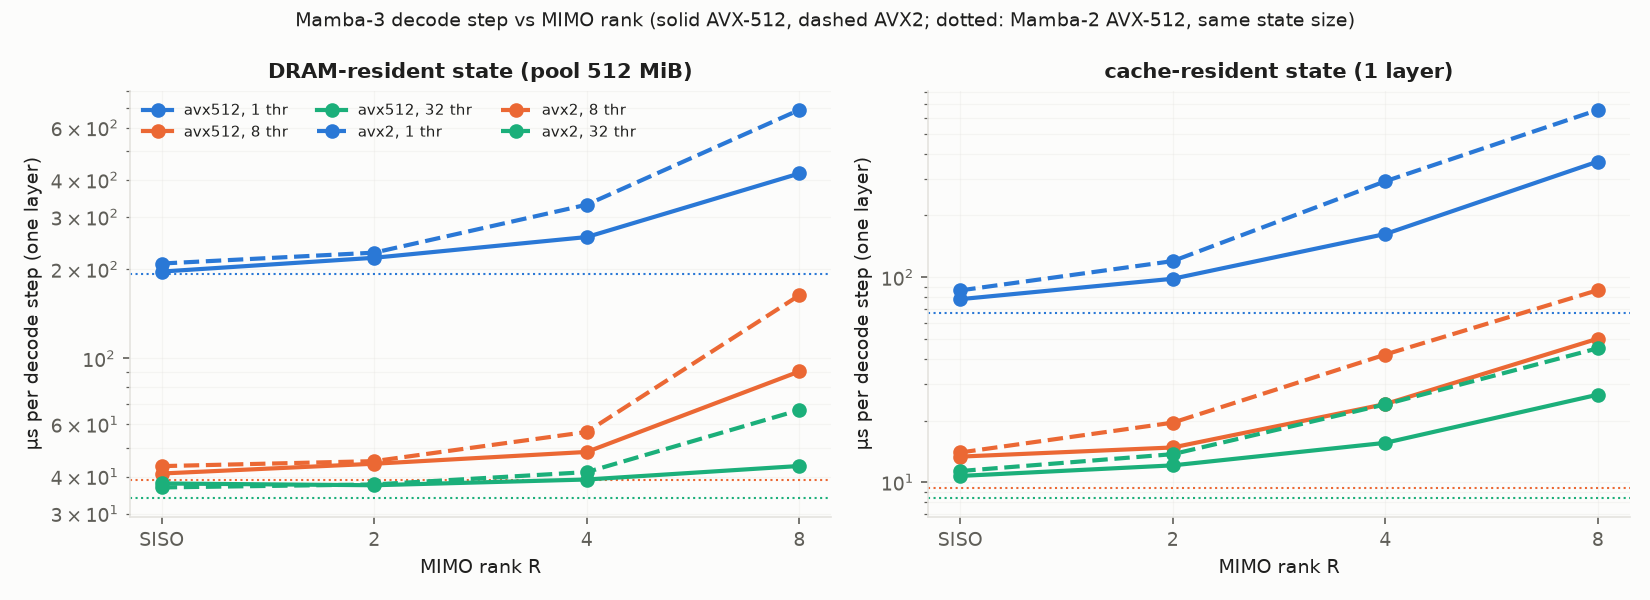 Mamba-3 decode step vs MIMO rank (solid AVX-512, dashed AVX2; dotted: Mamba-2 AVX-512, same state size)
DRAM-resident state (pool 512 MiB)
avx512, 1 thr
avx512, 8 thr
avx512, 32 thr
avx2, 1 thr
avx2, 8 thr
avx2, 32 thr
µs per decode step (one layer)
6 × 10²
4 × 10²
3 × 10²
2 × 10²
10²
6 × 10¹
4 × 10¹
3 × 10¹
SISO 2 4 8
MIMO rank R
cache-resident state (1 layer)
µs per decode step (one layer)
10²
10¹
SISO 2 4 8
MIMO rank R